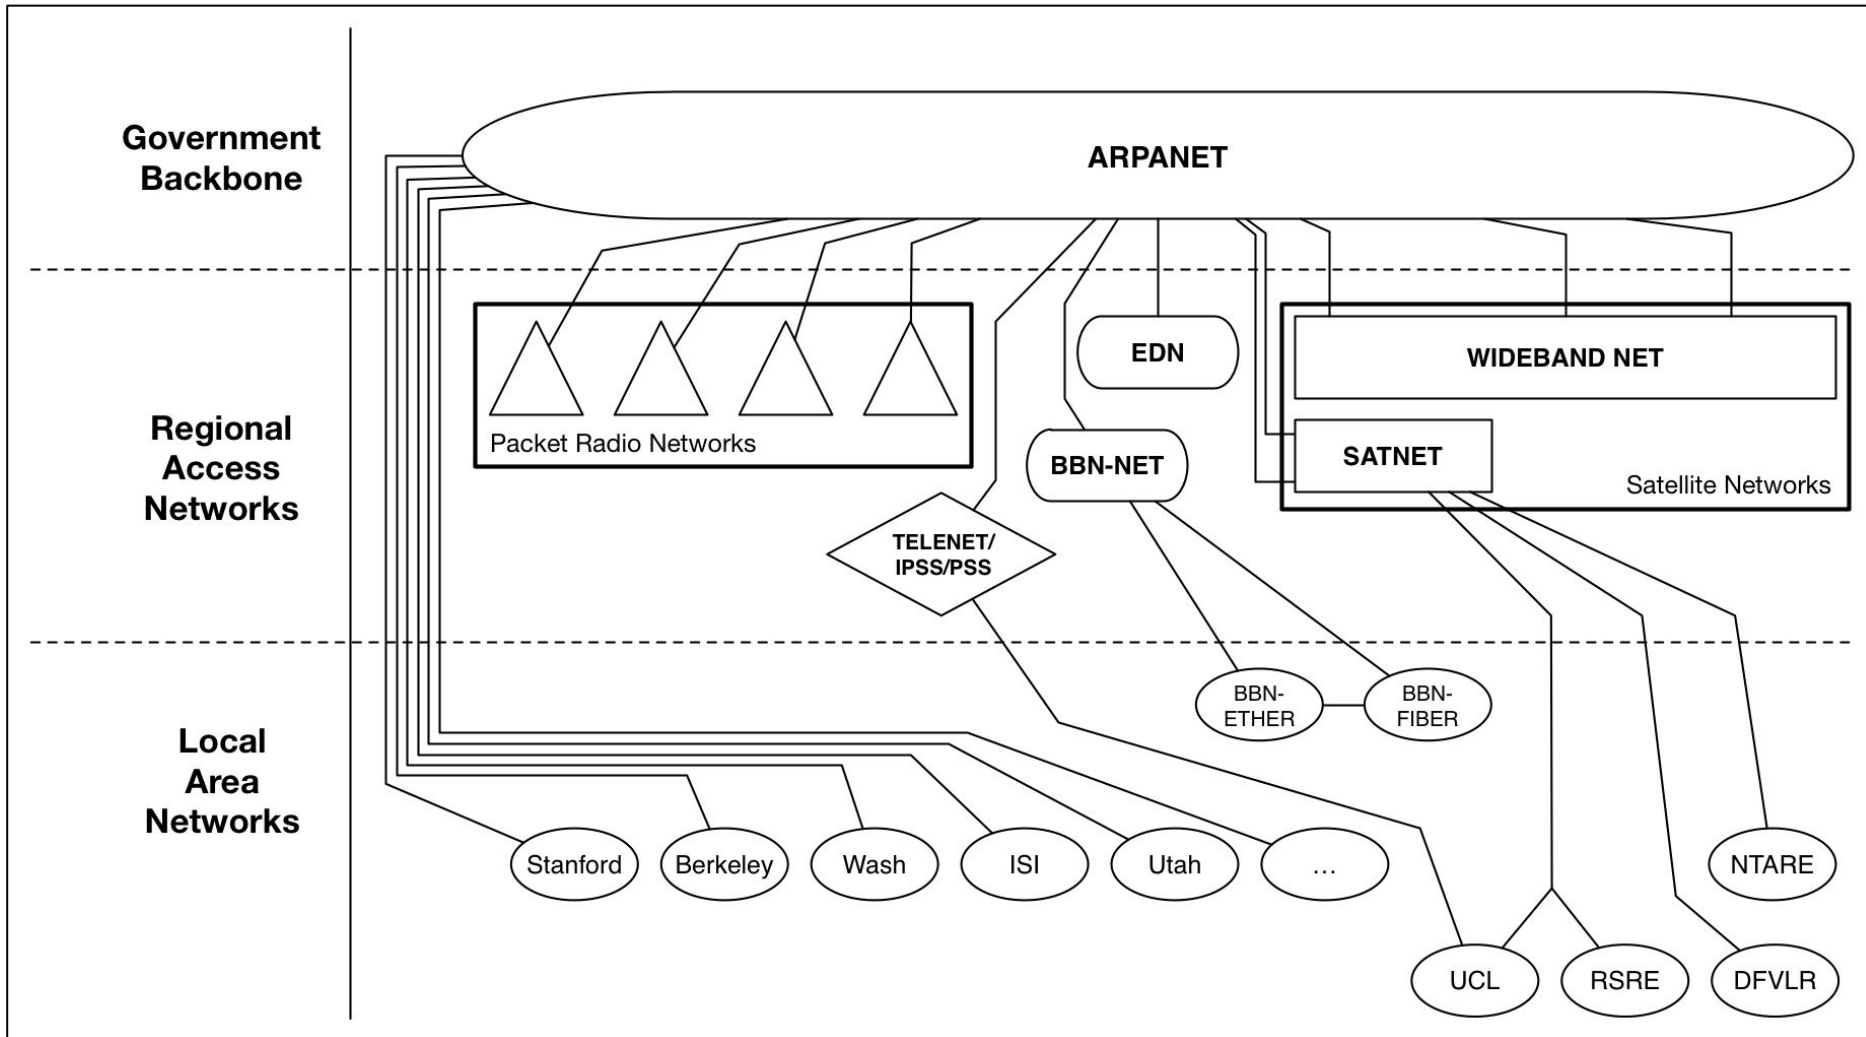 Government
Backbone
ARPANET
Regional
Access
Networks
Packet Radio Networks
EDN
WIDEBAND NET
BBN-NET
SATNET
Satellite Networks
TELENET/
IPSS/PSS
Local
Area
Networks
BBN-
ETHER
BBN-
FIBER
Stanford
Berkeley
Wash
ISI
Utah
…
NTARE
UCL
RSRE
DFVLR